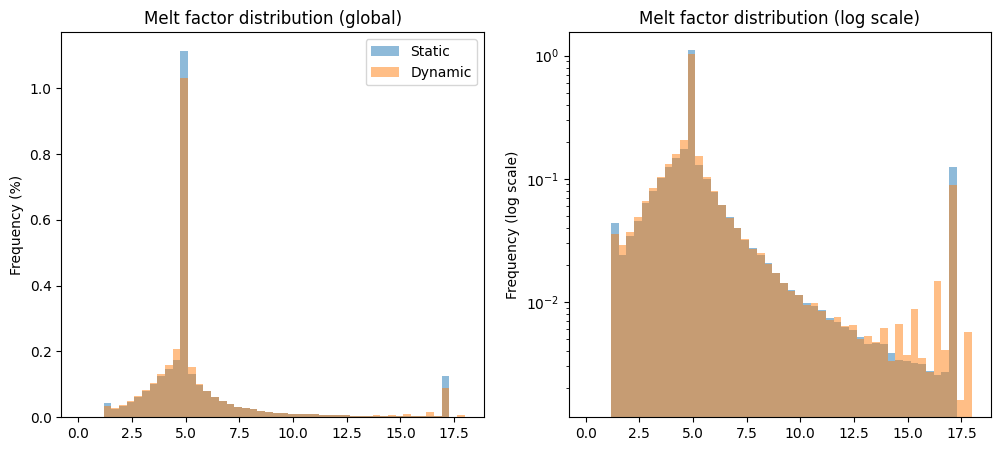 Melt factor distribution (global)
Frequency (%)
1.0
0.8
0.6
0.4
0.2
0.0
0.0 2.5 5.0 7.5 10.0 12.5 15.0 17.5
Static
Dynamic
Melt factor distribution (log scale)
Frequency (log scale)
10⁰
10⁻¹
10⁻²
0.0 2.5 5.0 7.5 10.0 12.5 15.0 17.5